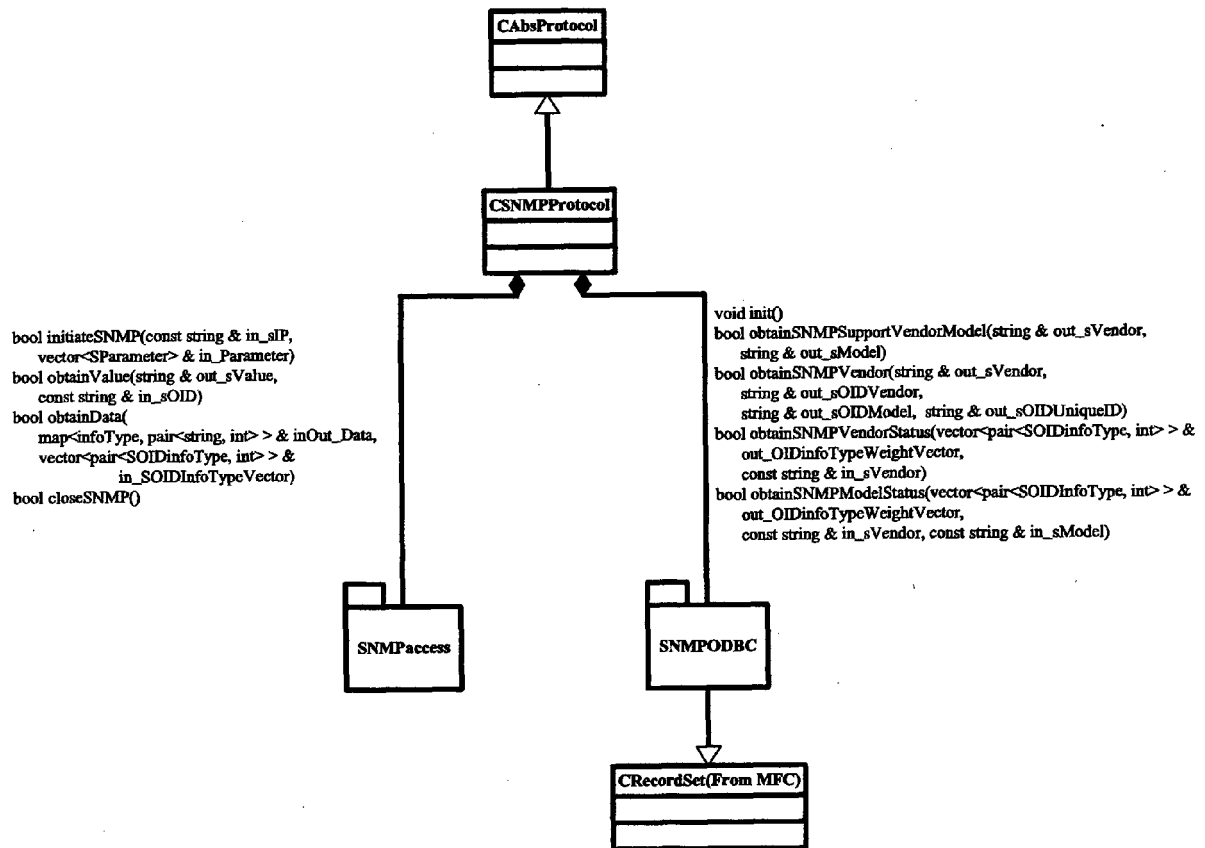 CAbsProtocol
CSNMPProtocol
bool initiateSNMP(const string & in_sIP,
vector<SParameter> & in_Parameter)
bool obtainValue(string & out_sValue,
const string & in_sOID)
bool obtainData(
map<infoType, pair<string, int> > & inOut_Data,
vector<pair<SOIDinfoType, int> > &
in_SOIDInfoTypeVector)
bool closeSNMP()
void init()
bool obtainSNMPSupportVendorModel(string & out_sVendor,
string & out_sModel)
bool obtainSNMPVendor(string & out_sVendor,
string & out_sOIDVendor,
string & out_sOIDModel, string & out_sOIDUniqueID)
bool obtainSNMPVendorStatus(vector<pair<SOIDinfoType, int> > &
out_OIDinfoTypeWeightVector,
const string & in_sVendor)
bool obtainSNMPModelStatus(vector<pair<SOIDInfoType, int> > &
out_OIDinfoTypeWeightVector,
const string & in_sVendor, const string & in_sModel)
SNMPaccess
SNMPODBC
CRecordSet(From MFC)